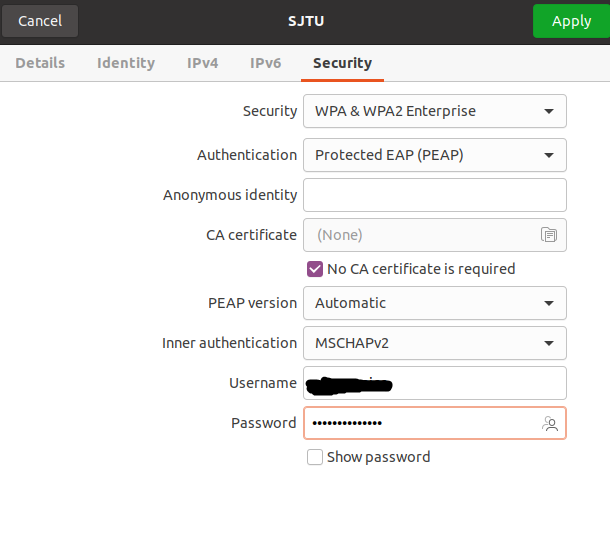 Cancel SJTU Apply
Details Identity IPv4 IPv6 Security
Security WPA & WPA2 Enterprise
Authentication Protected EAP (PEAP)
Anonymous identity
CA certificate (None)
No CA certificate is required
PEAP version Automatic
Inner authentication MSCHAPv2
Username
Password ••••••••••••••
Show password